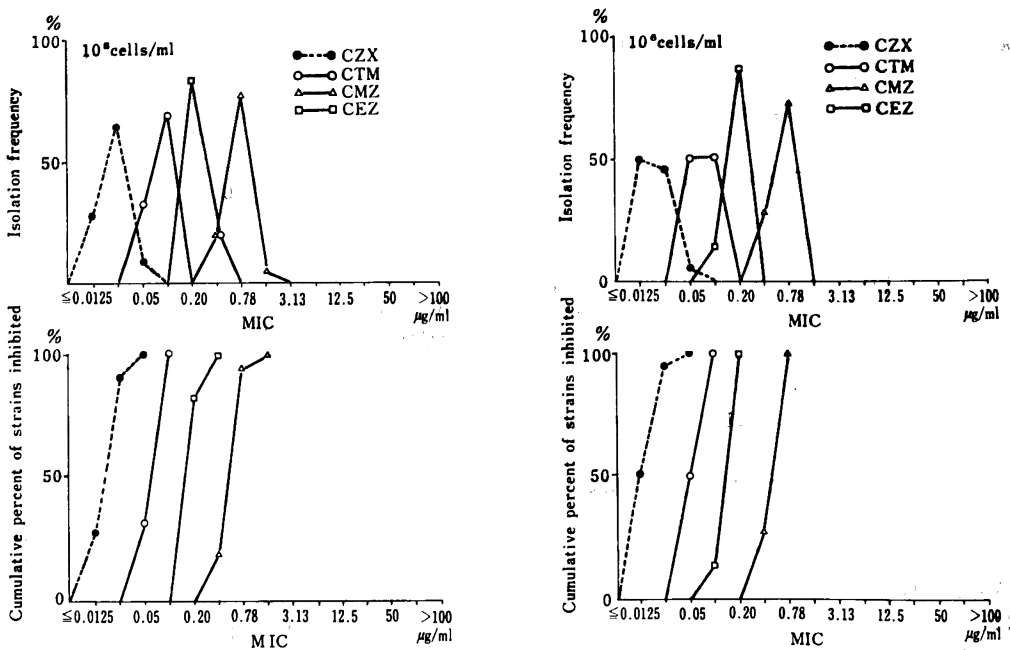 %
100
10⁸cells/ml
CZX
CTM
CMZ
CEZ
Isolation frequency
50
≦0.0125 0.05 0.20 0.78 3.13 12.5 50 >100
MIC
μg/ml
%
100
Cumulative percent of strains inhibited
50
0
≦0.0125 0.05 0.20 0.78 3.13 12.5 50 >100
MIC
μg/ml
%
100
10⁶cells/ml
CZX
CTM
CMZ
CEZ
Isolation frequency
50
0
≦0.0125 0.05 0.20 0.78 3.13 12.5 50 >100
MIC
μg/ml
100
Cumulative percent of strains inhibited
50
0
≦0.0125 0.05 0.20 0.78 3.13 12.5 50 >100
MIC
μg/ml